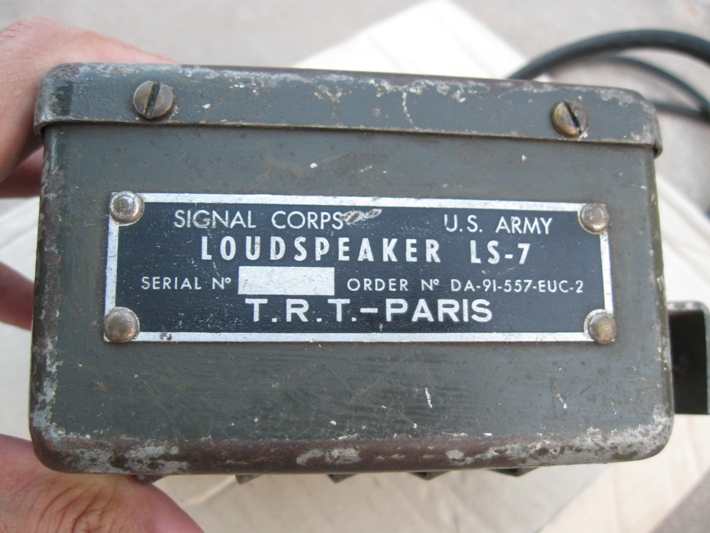 SIGNAL CORPS U.S. ARMY
LOUDSPEAKER LS-7
SERIAL Nº ORDER Nº DA-91-557-EUC-2
T.R.T.-PARIS